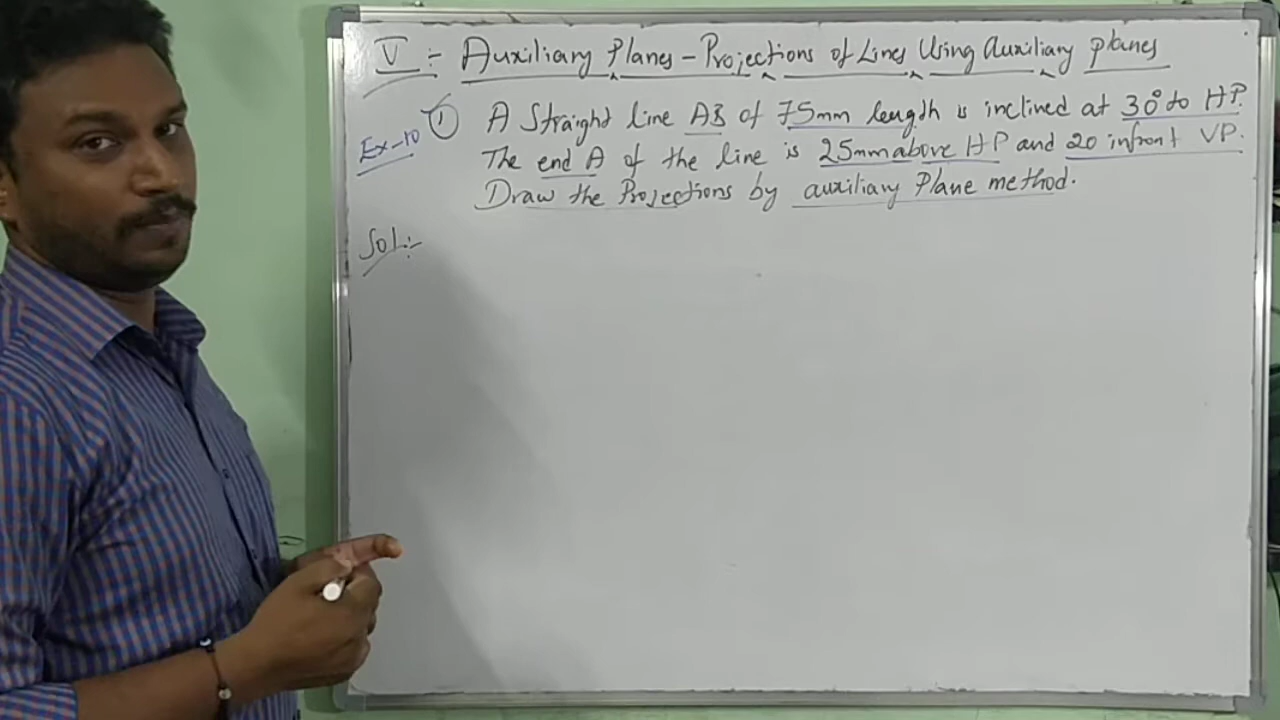 V :- Auxiliary Planes - Projections of Lines Using auxiliary planes
Ex-10 1 A Straight line AB of 75mm length is inclined at 30° to HP.
The end A of the line is 25mm above HP and 20 infront VP.
Draw the Projections by auxiliary Plane method.
Sol:-